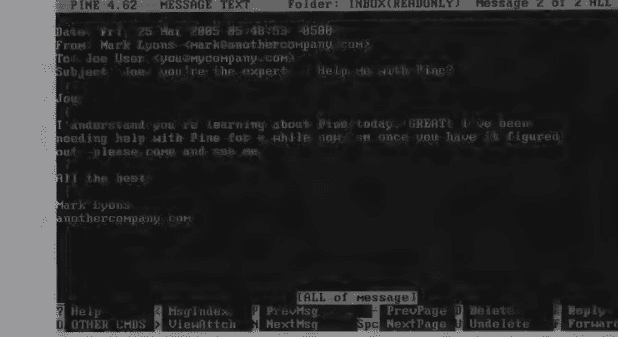 PINE 4.62 MESSAGE TEXT Folder: INBOX(READONLY) Message 2 of 2 ALL
Date: Fri, 25 Mar 2005 05:48:53 -0500
From: Mark Lyons <mark@anothercompany.com>
To: Joe User <you@mycompany.com>
Subject: Joe, you're the expert. Help me with Pine?
Joe
I understand you're learning about Pine today. GREAT! I've been
needing help with Pine for a while now, so once you have it figured
out, please come and see me.
All the best
Mark Lyons
anothercompany.com
[ALL of message]
? Help < MsgIndex P PrevMsg - PrevPage D Delete Reply
O OTHER CMDS > ViewAttch N NextMsg Spc NextPage U Undelete Forward